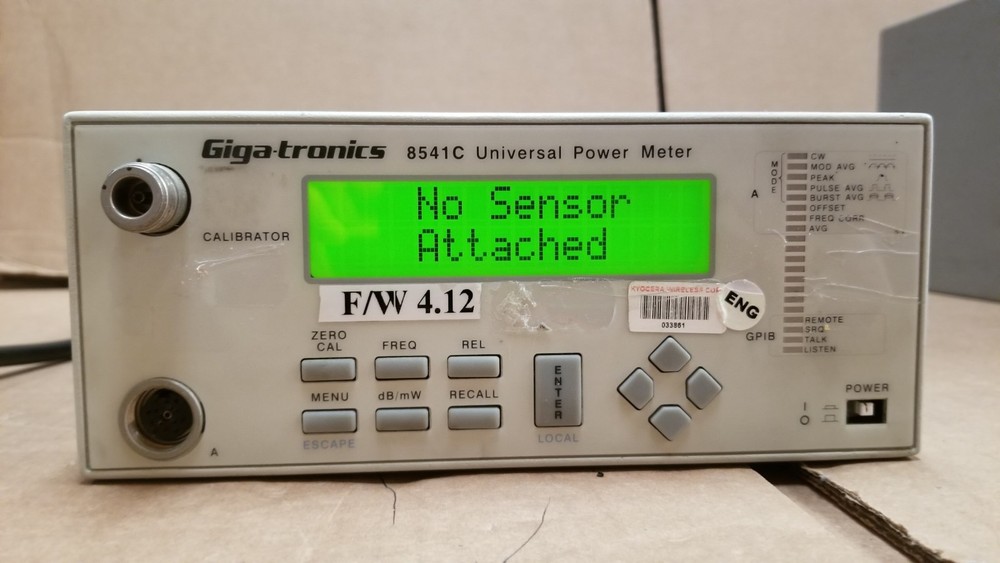 Giga-tronics 8541C Universal Power Meter
No Sensor
Attached
CALIBRATOR
F/W 4.12
KYOCERA WIRELESS
033861
ENG
ZERO
CAL
FREQ
REL
MENU
dB/mW
RECALL
ESCAPE
ENTER
LOCAL
A
MODE
A
CW
MOD AVG
PEAK
PULSE AVG
BURST AVG
OFFSET
FREQ CORR
AVG
GPIB
REMOTE
SRQ
TALK
LISTEN
POWER
I
O